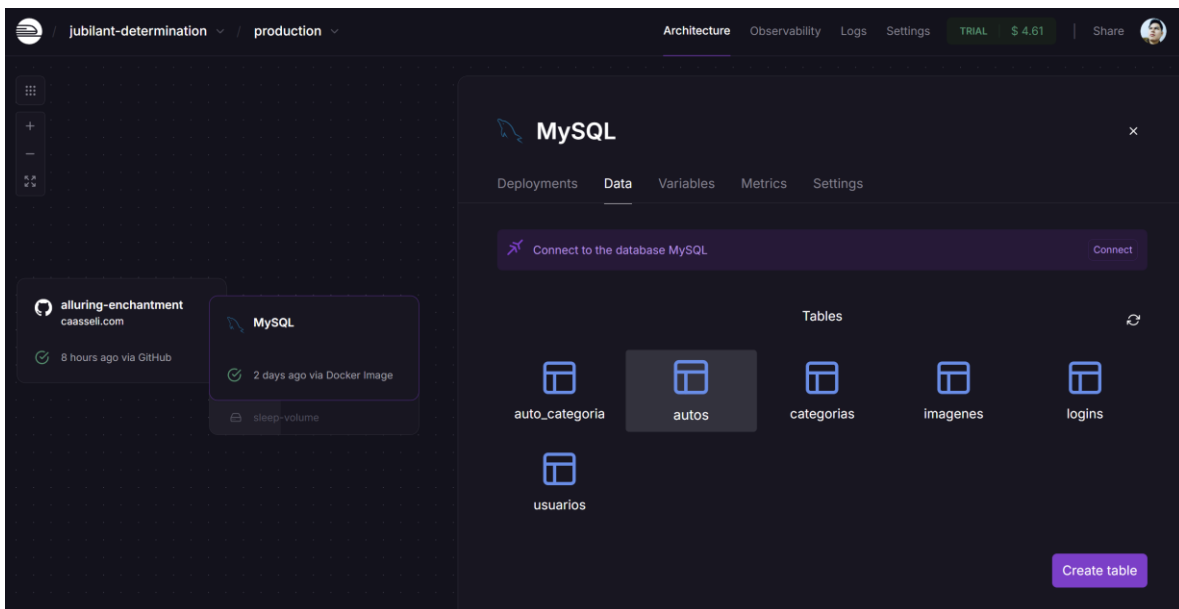 / jubilant-determination / production Architecture Observability Logs Settings TRIAL $ 4.61 Share
MySQL
Deployments Data Variables Metrics Settings
Connect to the database MySQL Connect
alluring-enchantment
caasseli.com
8 hours ago via GitHub
MySQL
2 days ago via Docker Image
sleep-volume
Tables
auto_categoria autos categorias imagenes logins
usuarios
Create table